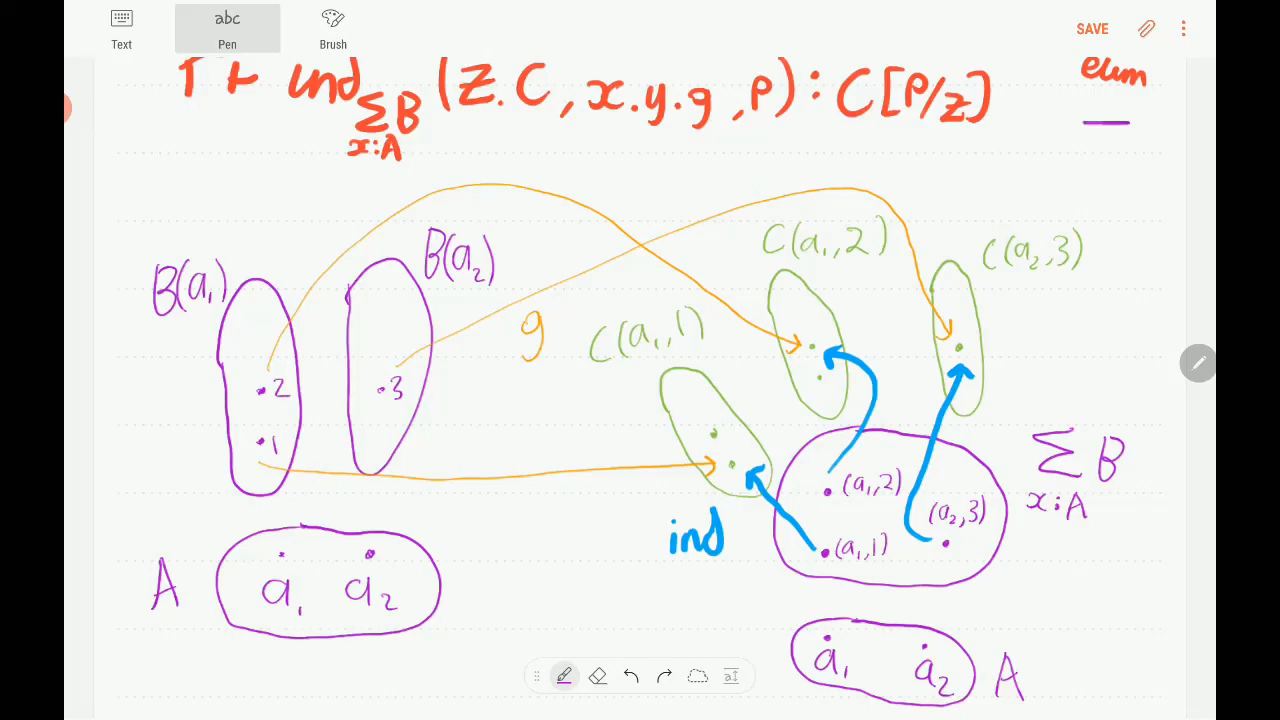 abc
SAVE
Text
Pen
Brush
Γ ⊢ ind_{Σ_{x:A} B} (z.C, x.y.g, p) : C[p/z]
elim
C(a₁,2)
B(a₁)
B(a₂)
C(a₂,3)
g
C(a₁,1)
2
3
1
(a₁,2)
Σ_{x:A} B
(a₂,3)
ind
(a₁,1)
A
a₁ a₂
a₁ a₂ A